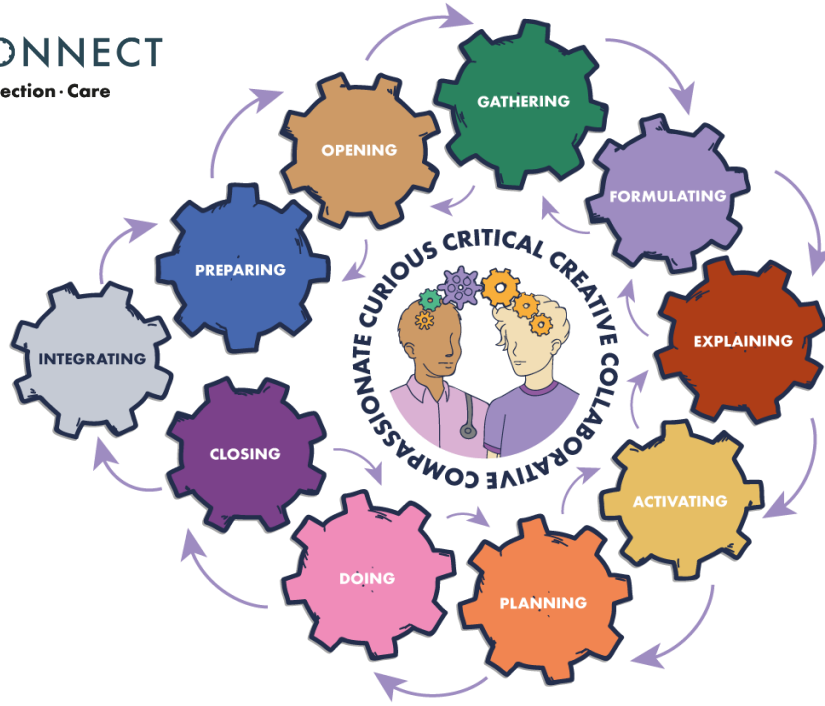 ONNECT
ection · Care
GATHERING
OPENING
FORMULATING
PREPARING
EXPLAINING
INTEGRATING
CLOSING
ACTIVATING
DOING
PLANNING
COMPASSIONATE CURIOUS CRITICAL CREATIVE COLLABORATIVE